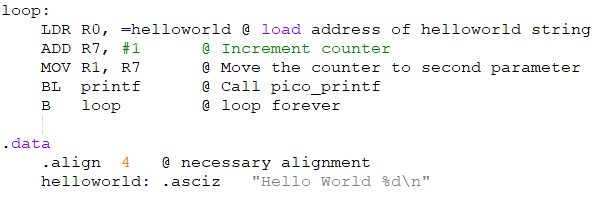 loop:
    LDR R0, =helloworld @ load address of helloworld string
    ADD R7, #1      @ Increment counter
    MOV R1, R7      @ Move the counter to second parameter
    BL  printf      @ Call pico_printf
    B   loop        @ loop forever
.data
    .align  4   @ necessary alignment
    helloworld: .asciz   "Hello World %d\n"